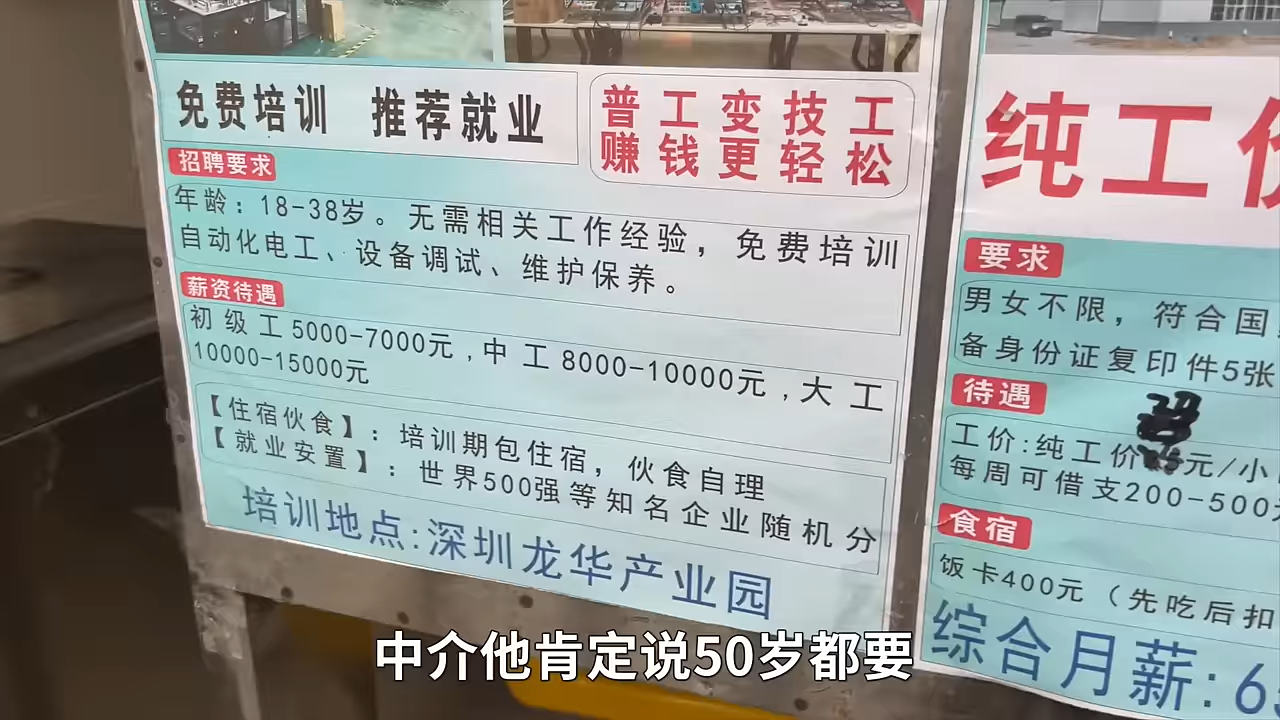 免费培训 推荐就业
普工变技工
赚钱更轻松
招聘要求
年龄：18-38岁。无需相关工作经验，免费培训
自动化电工、设备调试、维护保养。
薪资待遇
初级工5000-7000元,中工8000-10000元,大工
10000-15000元
【住宿伙食】：培训期包住宿，伙食自理
【就业安置】：世界500强等知名企业随机分
培训地点:深圳龙华产业园
纯工价
要求
男女不限，符合国
备身份证复印件5张
待遇
工价:纯工价 元/小
每周可借支200-500
食宿
饭卡400元（先吃后扣
综合月薪:6
中介他肯定说50岁都要